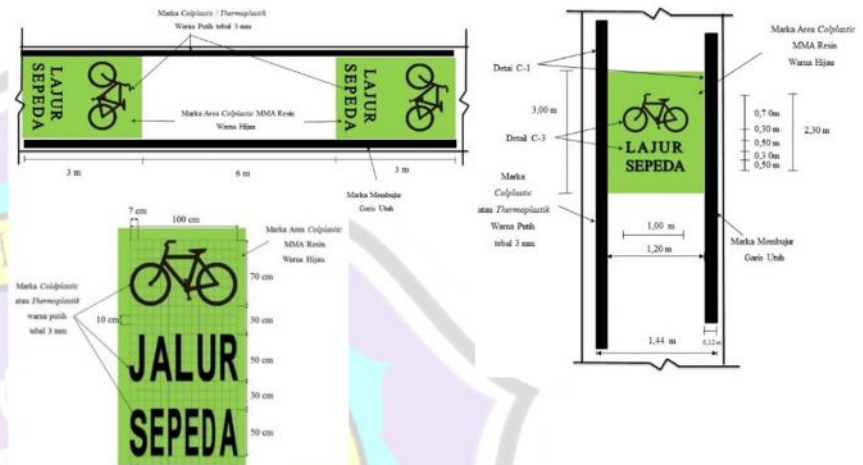 Marka Colplastic / Thermoplastik
Warna Putih tebal 3 mm
LAJUR
SEPEDA
LAJUR
SEPEDA
Marka Area Colplastic MMA Resin
Warna Hijau
3 m
6 m
3 m
Marka Membujur
Garis Utuh
7 cm
100 cm
Marka Area Colplastic
MMA Resin
Warna Hijau
Marka Coldplastic
atau Thermoplastik
warna putih
tebal 3 mm
10 cm
70 cm
30 cm
50 cm
30 cm
50 cm
JALUR
SEPEDA
Marka Area Colplastic
MMA Resin
Warna Hijau
Detai C-1
3,00 m
Detail C-3
LAJUR
SEPEDA
0,7 0m
0,30 m
0,50 m
0,3 0m
0,50 m
2,30 m
Marka
Colplastic
atau Thermoplastik
Warna Putih
tebal 3 mm
1,00 m
1,20 m
Marka Membujur
Garis Utuh
1,44 m
0,12 m